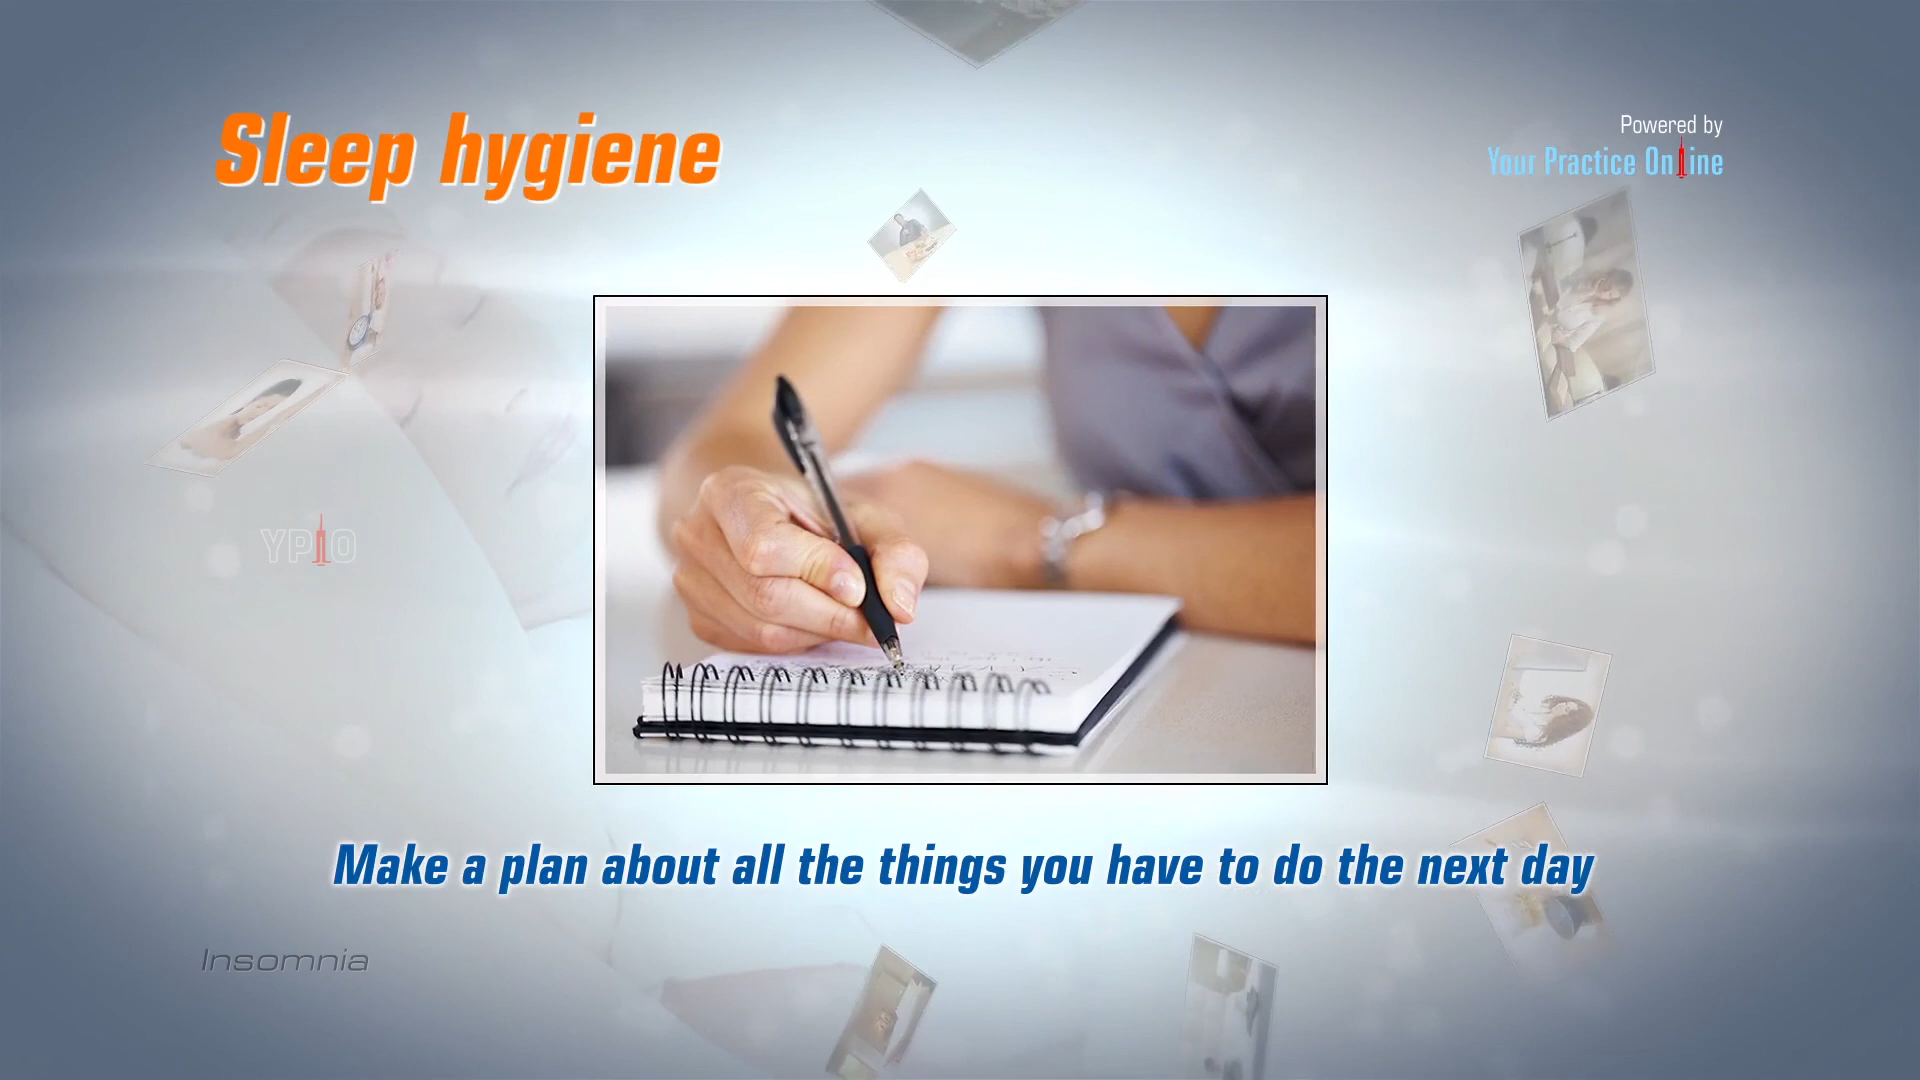 Sleep hygiene
Powered by
Your Practice Online
YPO
Make a plan about all the things you have to do the next day
Insomnia